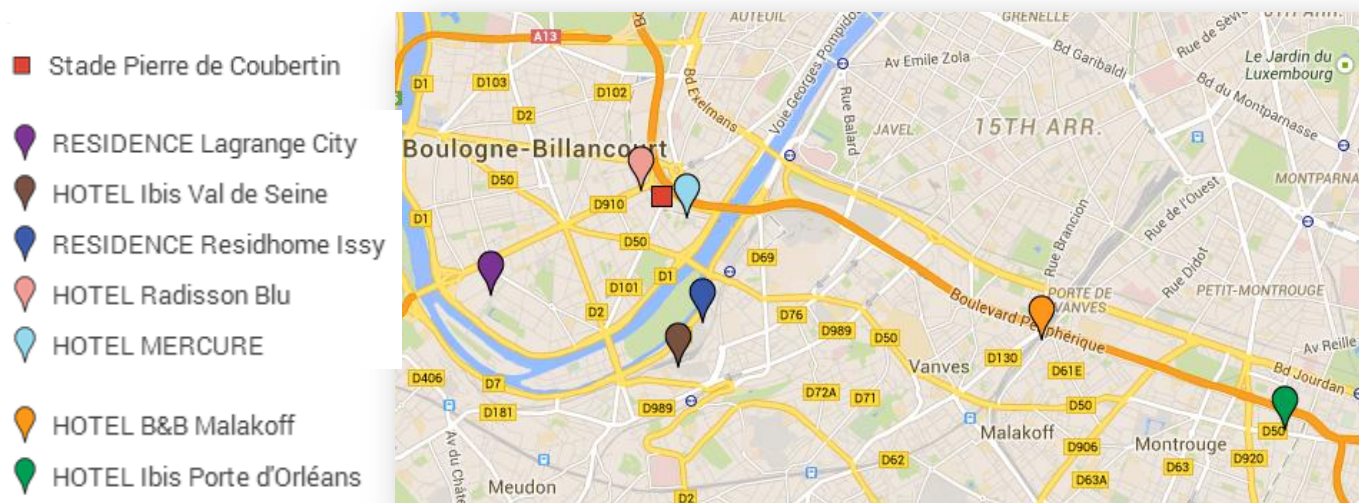 Stade Pierre de Coubertin
RESIDENCE Lagrange City
HOTEL Ibis Val de Seine
RESIDENCE Residhome Issy
HOTEL Radisson Blu
HOTEL MERCURE
HOTEL B&B Malakoff
HOTEL Ibis Porte d'Orléans
AUTEUIL
GRENELLE
A13
Rue de Sèvres
Bd Garibaldi
Le Jardin du
Luxembourg
Av Emile Zola
D1
D103
D102
Bd Exelmans
Voie Georges Pompidou
Rue Balard
Bd du Montparnasse
D2
JAVEL
15TH ARR.
Boulogne-Billancourt
D50
MONTPARNA
D910
Rue de l'Ouest
Rue Brancion
D1
D50
D69
Rue Didot
D1
D101
PORTE DE
VANVES
PETIT-MONTROUGE
Boulevard Périphérique
D2
D76
D989
D50
Av Reille
D130
Vanves
D61E
Bd Jourdan
D406
D7
D72A
D71
D50
D181
D989
D50
Malakoff
Montrouge
D906
D920
D62
D63
D63A
Meudon
D2